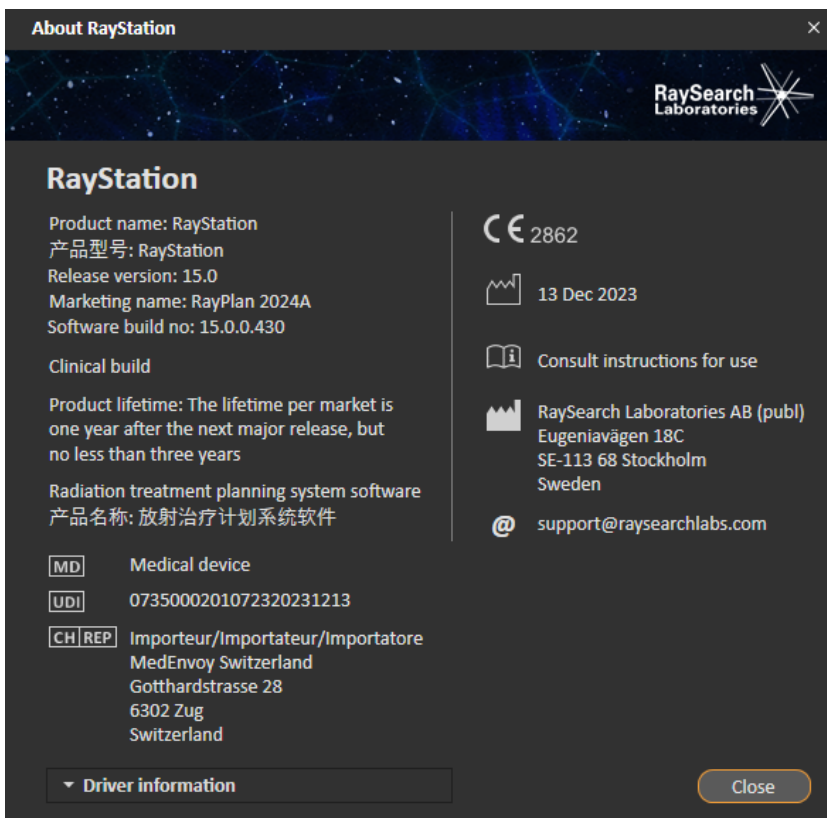 About RayStation
RaySearch
Laboratories
RayStation
Product name: RayStation
产品型号: RayStation
Release version: 15.0
Marketing name: RayPlan 2024A
Software build no: 15.0.0.430
Clinical build
Product lifetime: The lifetime per market is
one year after the next major release, but
no less than three years
Radiation treatment planning system software
产品名称: 放射治疗计划系统软件
MD Medical device
UDI 0735000201072320231213
CH REP Importeur/Importateur/Importatore
MedEnvoy Switzerland
Gotthardstrasse 28
6302 Zug
Switzerland
CE 2862
13 Dec 2023
Consult instructions for use
RaySearch Laboratories AB (publ)
Eugeniavägen 18C
SE-113 68 Stockholm
Sweden
@ support@raysearchlabs.com
Driver information
Close